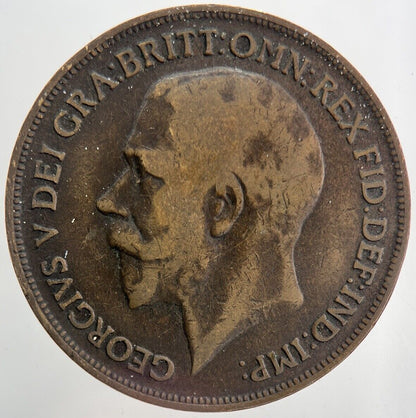 GEORGIVS V DEI GRA:BRITT:OMN:REX FID:DEF:IND:IMP: